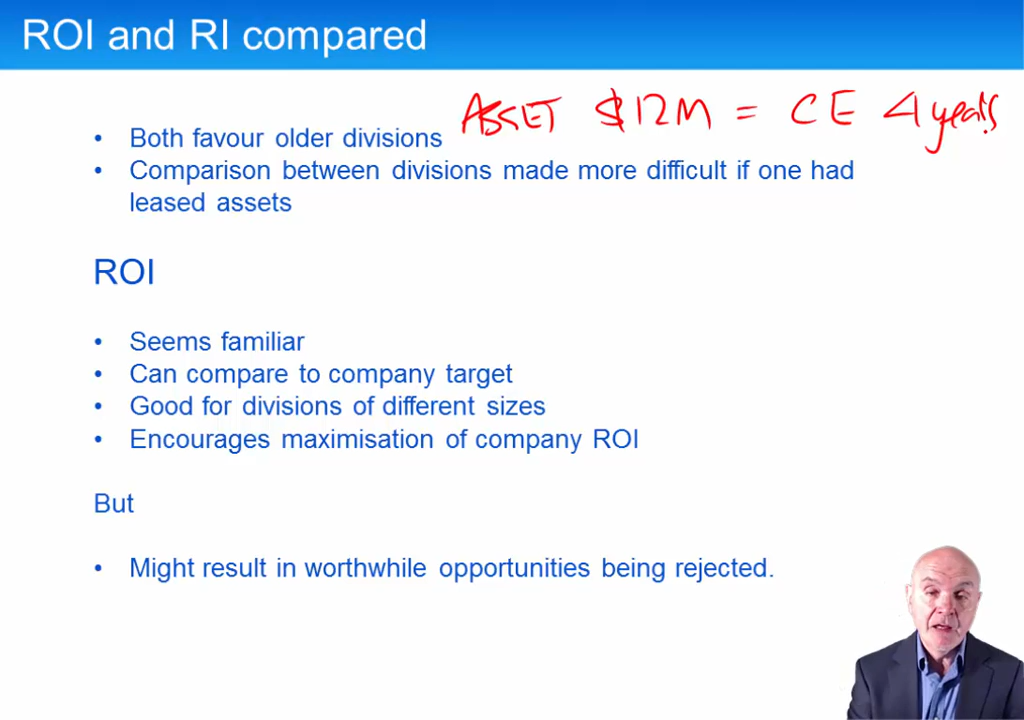 ROI and RI compared
ASSET $12M = CE 4 years
• Both favour older divisions
• Comparison between divisions made more difficult if one had
leased assets
ROI
• Seems familiar
• Can compare to company target
• Good for divisions of different sizes
• Encourages maximisation of company ROI
But
• Might result in worthwhile opportunities being rejected.